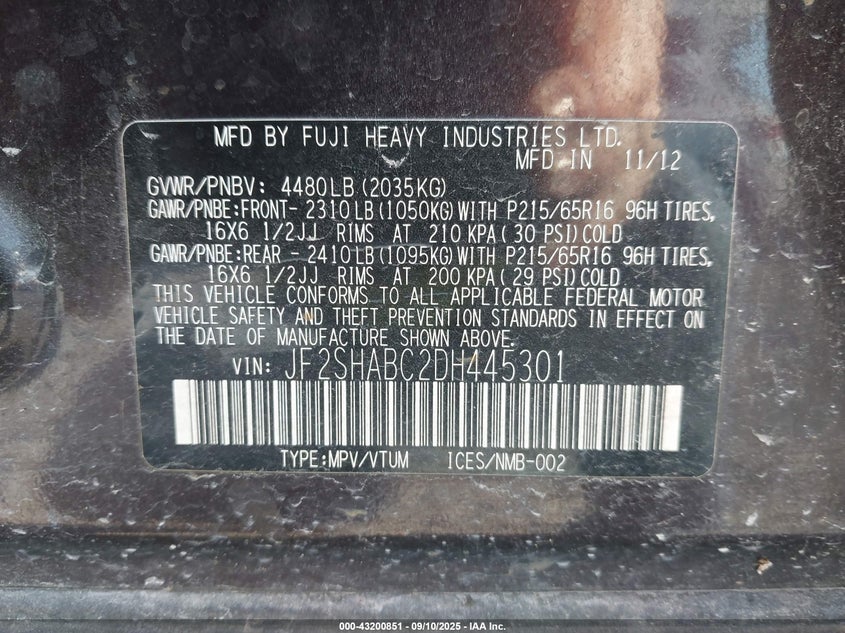 MFD BY FUJI HEAVY INDUSTRIES LTD.
MFD IN 11/12
GVWR/PNBV: 4480LB (2035KG)
GAWR/PNBE:FRONT- 2310LB (1050KG) WITH P215/65R16 96H TIRES,
16X6 1/2JJ RIMS AT 210 KPA (30 PSI) COLD
GAWR/PNBE:REAR - 2410LB (1095KG) WITH P215/65R16 96H TIRES,
16X6 1/2JJ RIMS AT 200 KPA (29 PSI) COLD
THIS VEHICLE CONFORMS TO ALL APPLICABLE FEDERAL MOTOR
VEHICLE SAFETY AND THEFT PREVENTION STANDARDS IN EFFECT ON
THE DATE OF MANUFACTURE SHOWN ABOVE.
VIN: JF2SHABC2DH445301
TYPE:MPV/VTUM ICES/NMB-002
000-43200851 - 09/10/2025 - IAA Inc.